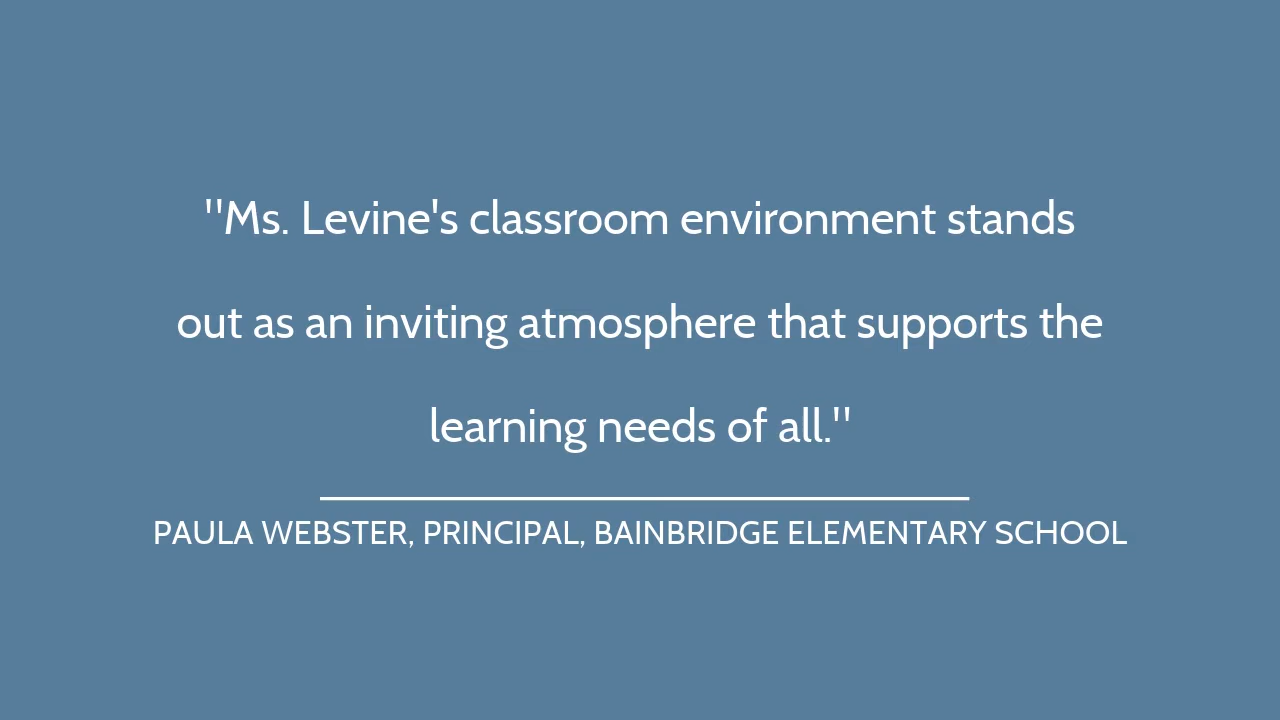 "Ms. Levine's classroom environment stands
out as an inviting atmosphere that supports the
learning needs of all."
PAULA WEBSTER, PRINCIPAL, BAINBRIDGE ELEMENTARY SCHOOL